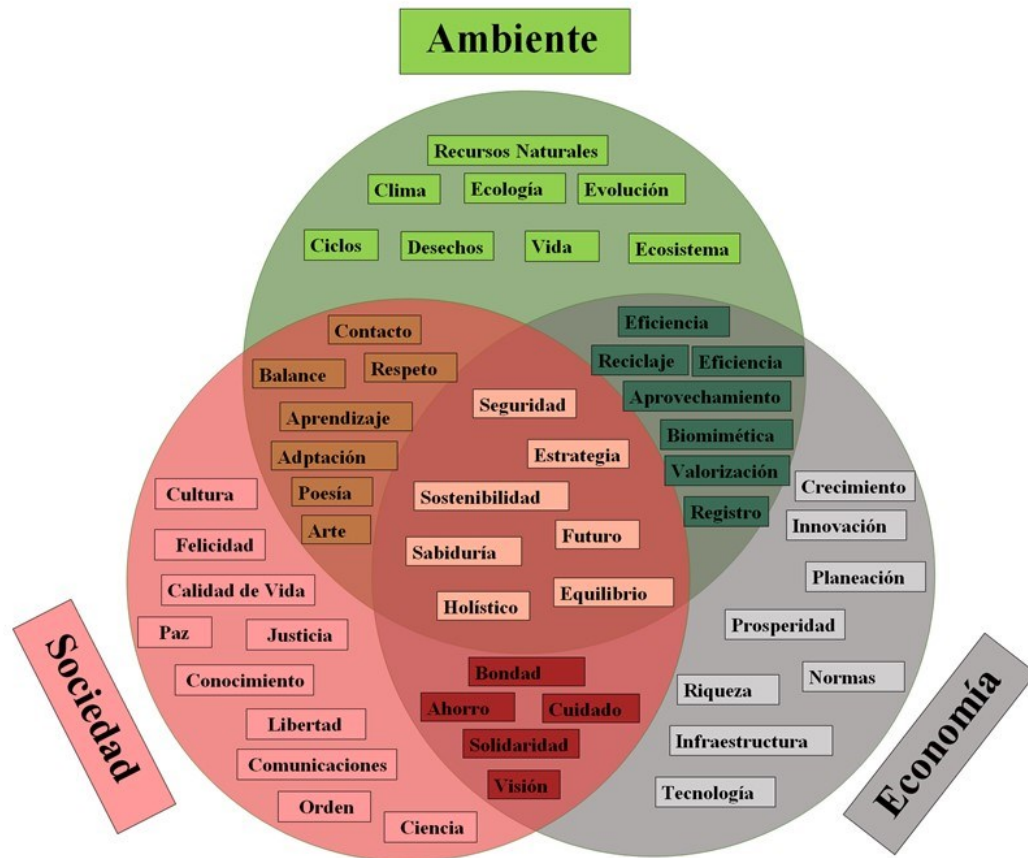 Ambiente
Recursos Naturales
Clima
Ecología
Evolución
Ciclos
Desechos
Vida
Ecosistema
Contacto
Respeto
Balance
Aprendizaje
Adptación
Poesía
Arte
Eficiencia
Reciclaje
Eficiencia
Aprovechamiento
Biomimética
Valorización
Registro
Seguridad
Estrategia
Sostenibilidad
Futuro
Sabiduría
Equilibrio
Holístico
Cultura
Felicidad
Calidad de Vida
Paz
Justicia
Conocimiento
Libertad
Comunicaciones
Orden
Ciencia
Sociedad
Bondad
Ahorro
Cuidado
Solidaridad
Visión
Crecimiento
Innovación
Planeación
Prosperidad
Normas
Riqueza
Infraestructura
Tecnología
Economía